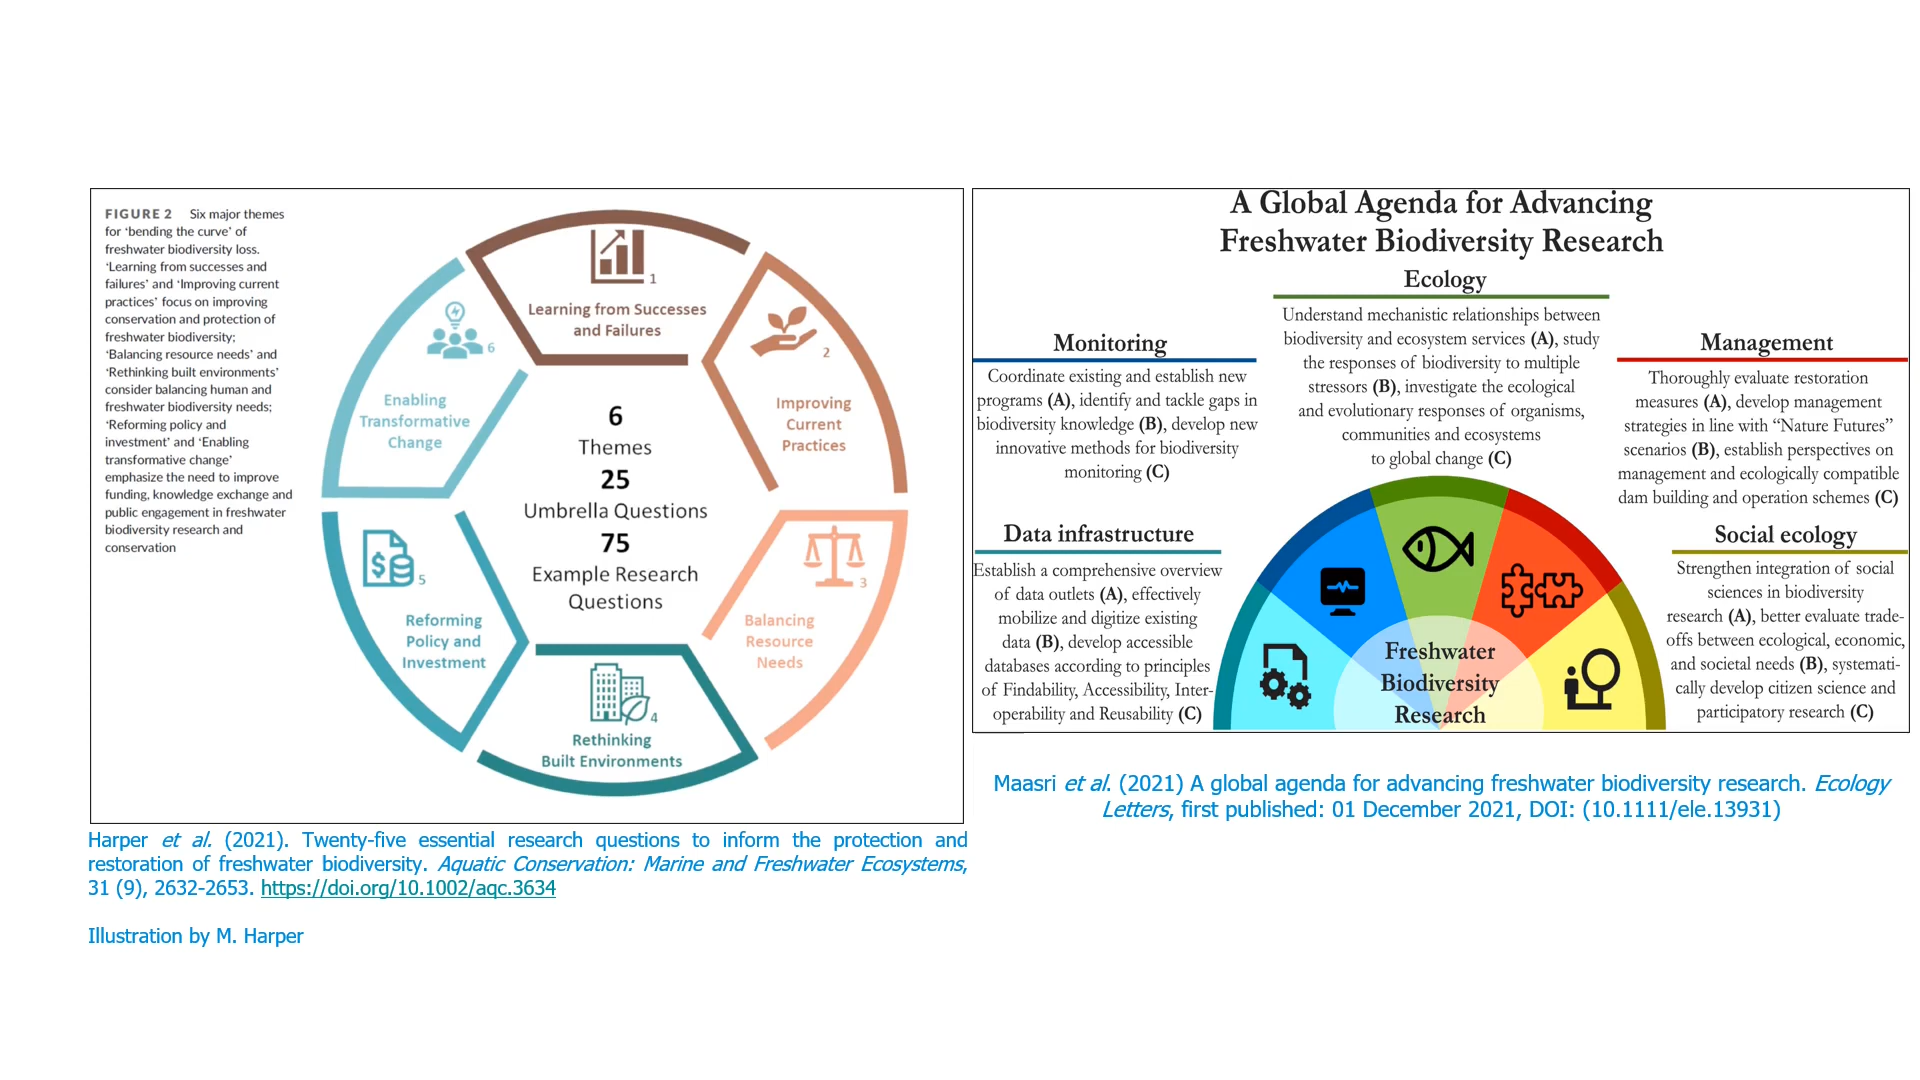 FIGURE 2 Six major themes
for ‘bending the curve’ of
freshwater biodiversity loss.
‘Learning from successes and
failures’ and ‘Improving current
practices’ focus on improving
conservation and protection of
freshwater biodiversity;
‘Balancing resource needs’ and
‘Rethinking built environments’
consider balancing human and
freshwater biodiversity needs;
‘Reforming policy and
investment’ and ‘Enabling
transformative change’
emphasize the need to improve
funding, knowledge exchange and
public engagement in freshwater
biodiversity research and
conservation
1
Learning from Successes
and Failures
2
Improving
Current
Practices
3
Balancing
Resource
Needs
4
Rethinking
Built Environments
$
5
Reforming
Policy and
Investment
6
Enabling
Transformative
Change
6
Themes
25
Umbrella Questions
75
Example Research
Questions
Harper et al. (2021). Twenty-five essential research questions to inform the protection and
restoration of freshwater biodiversity. Aquatic Conservation: Marine and Freshwater Ecosystems,
31 (9), 2632-2653. https://doi.org/10.1002/aqc.3634
Illustration by M. Harper
A Global Agenda for Advancing
Freshwater Biodiversity Research
Ecology
Understand mechanistic relationships between
biodiversity and ecosystem services (A), study
the responses of biodiversity to multiple
stressors (B), investigate the ecological
and evolutionary responses of organisms,
communities and ecosystems
to global change (C)
Monitoring
Coordinate existing and establish new
programs (A), identify and tackle gaps in
biodiversity knowledge (B), develop new
innovative methods for biodiversity
monitoring (C)
Management
Thoroughly evaluate restoration
measures (A), develop management
strategies in line with “Nature Futures”
scenarios (B), establish perspectives on
management and ecologically compatible
dam building and operation schemes (C)
Data infrastructure
Establish a comprehensive overview
of data outlets (A), effectively
mobilize and digitize existing
data (B), develop accessible
databases according to principles
of Findability, Accessibility, Inter-
operability and Reusability (C)
Social ecology
Strengthen integration of social
sciences in biodiversity
research (A), better evaluate trade-
offs between ecological, economic,
and societal needs (B), systemati-
cally develop citizen science and
participatory research (C)
Freshwater
Biodiversity
Research
Maasri et al. (2021) A global agenda for advancing freshwater biodiversity research. Ecology
Letters, first published: 01 December 2021, DOI: (10.1111/ele.13931)